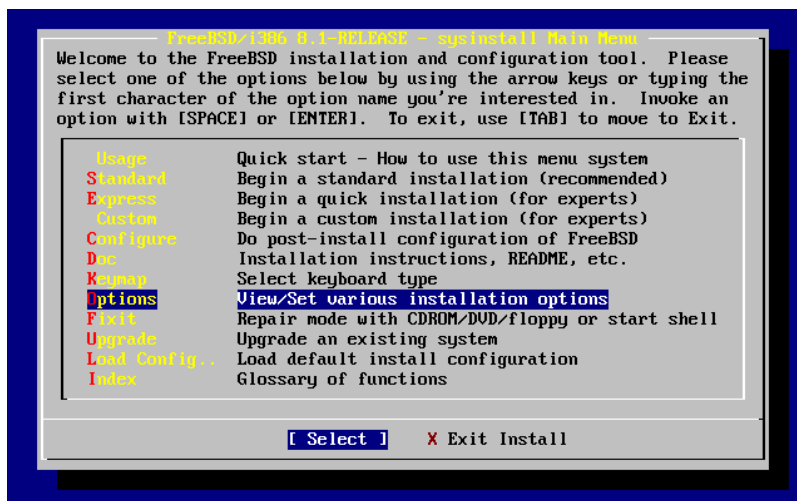 FreeBSD/i386 8.1-RELEASE - sysinstall Main Menu
Welcome to the FreeBSD installation and configuration tool.  Please
select one of the options below by using the arrow keys or typing the
first character of the option name you're interested in.  Invoke an
option with [SPACE] or [ENTER].  To exit, use [TAB] to move to Exit.
Usage Quick start - How to use this menu system
Standard Begin a standard installation (recommended)
Express Begin a quick installation (for experts)
Custom Begin a custom installation (for experts)
Configure Do post-install configuration of FreeBSD
Doc Installation instructions, README, etc.
Keymap Select keyboard type
Options View/Set various installation options
Fixit Repair mode with CDROM/DVD/floppy or start shell
Upgrade Upgrade an existing system
Load Config.. Load default install configuration
Index Glossary of functions
[ Select ] X Exit Install